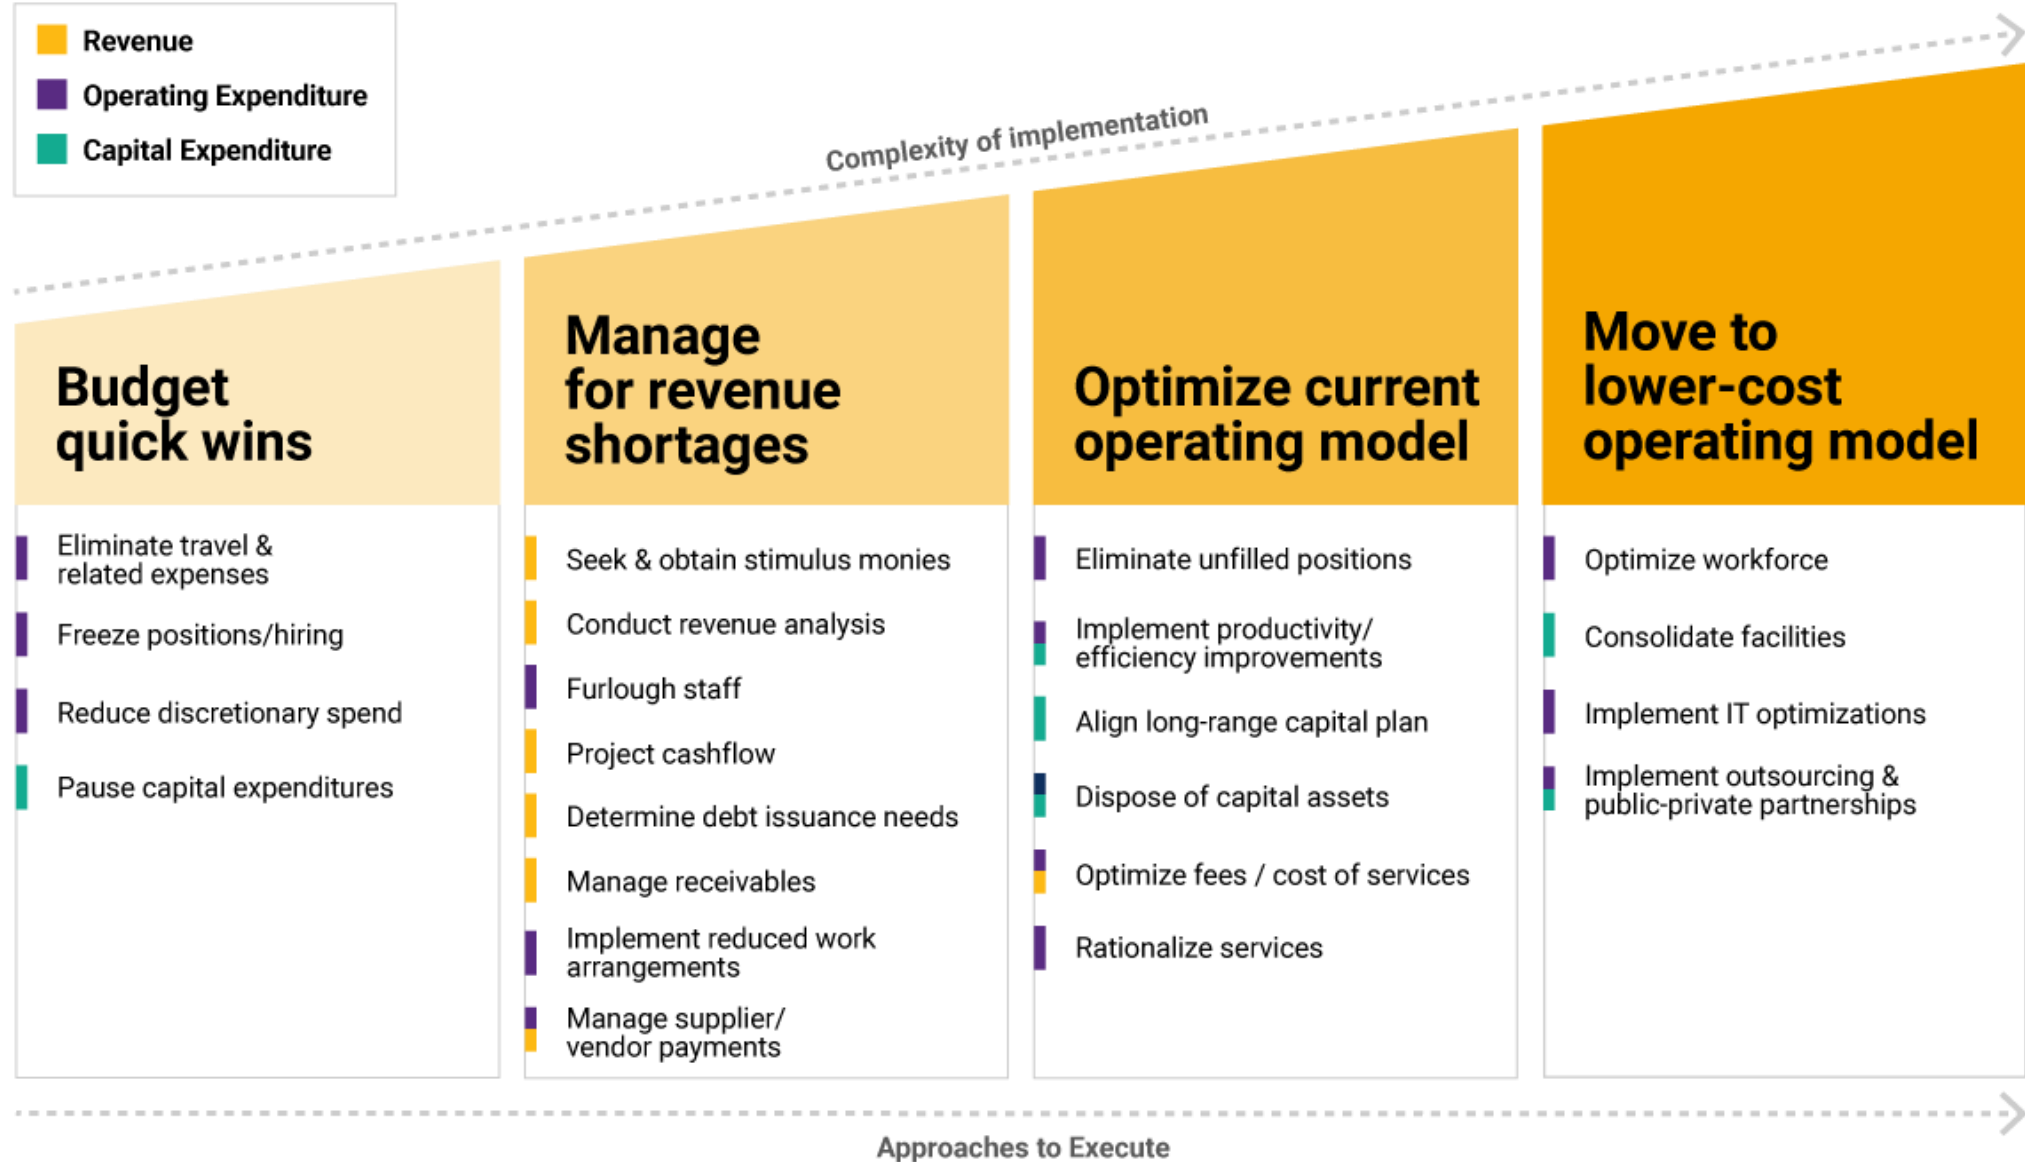 Revenue
Operating Expenditure
Capital Expenditure
Complexity of implementation
Budget
quick wins
Eliminate travel &
related expenses
Freeze positions/hiring
Reduce discretionary spend
Pause capital expenditures
Manage
for revenue
shortages
Seek & obtain stimulus monies
Conduct revenue analysis
Furlough staff
Project cashflow
Determine debt issuance needs
Manage receivables
Implement reduced work
arrangements
Manage supplier/
vendor payments
Optimize current
operating model
Eliminate unfilled positions
Implement productivity/
efficiency improvements
Align long-range capital plan
Dispose of capital assets
Optimize fees / cost of services
Rationalize services
Move to
lower-cost
operating model
Optimize workforce
Consolidate facilities
Implement IT optimizations
Implement outsourcing &
public-private partnerships
Approaches to Execute